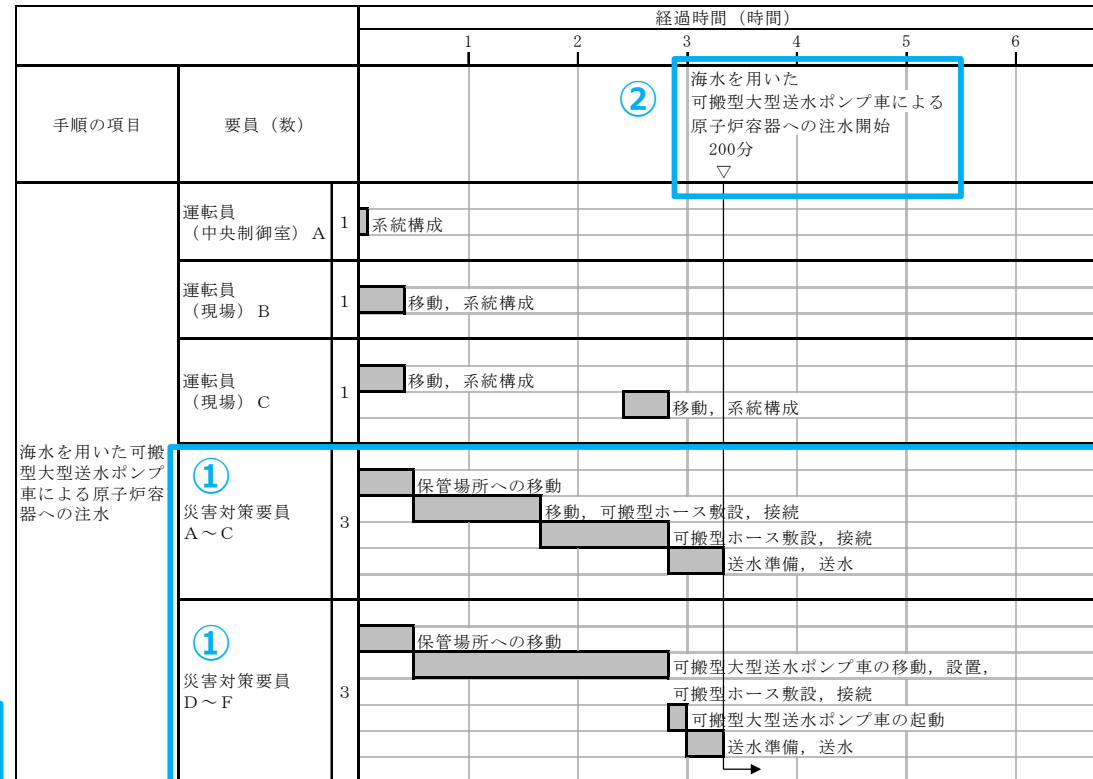 経過時間（時間）
1 2 3 4 5 6
手順の項目
要員（数）
②
海水を用いた
可搬型大型送水ポンプ車による
原子炉容器への注水開始
200分
▽
海水を用いた可搬
型大型送水ポンプ
車による原子炉容
器への注水
運転員
（中央制御室）A
1
系統構成
運転員
（現場）B
1
移動，系統構成
運転員
（現場）C
1
移動，系統構成
移動，系統構成
①
災害対策要員
A～C
3
保管場所への移動
移動，可搬型ホース敷設，接続
可搬型ホース敷設，接続
送水準備，送水
①
災害対策要員
D～F
3
保管場所への移動
可搬型大型送水ポンプ車の移動，設置，
可搬型ホース敷設，接続
可搬型大型送水ポンプ車の起動
送水準備，送水